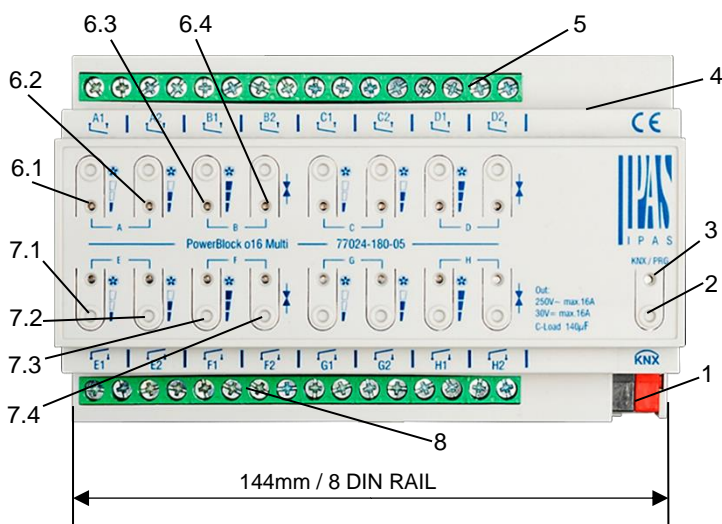 6.3
6.4
5
6.2
4
A1 A2 B1 B2 C1 C2 D1 D2
CE
6.1
IPAS
IPAS
A B C D
7.1
PowerBlock o16 Multi 77024-180-05
KNX / PRG
3
E F G H
2
Out:
250V~ max.16A
30V= max.16A
C-Load 140µF
7.2
7.3
E1 E2 F1 F2 G1 G2 H1 H2
KNX
1
7.4
8
144mm / 8 DIN RAIL